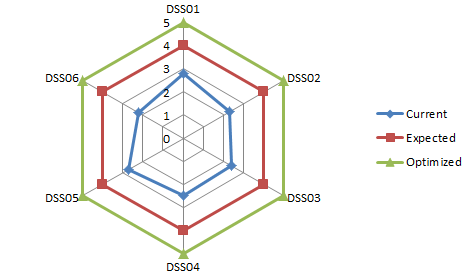 DSS01
5
4
3
2
1
0
DSS06
DSS02
DSS05
DSS03
DSS04
Current
Expected
Optimized